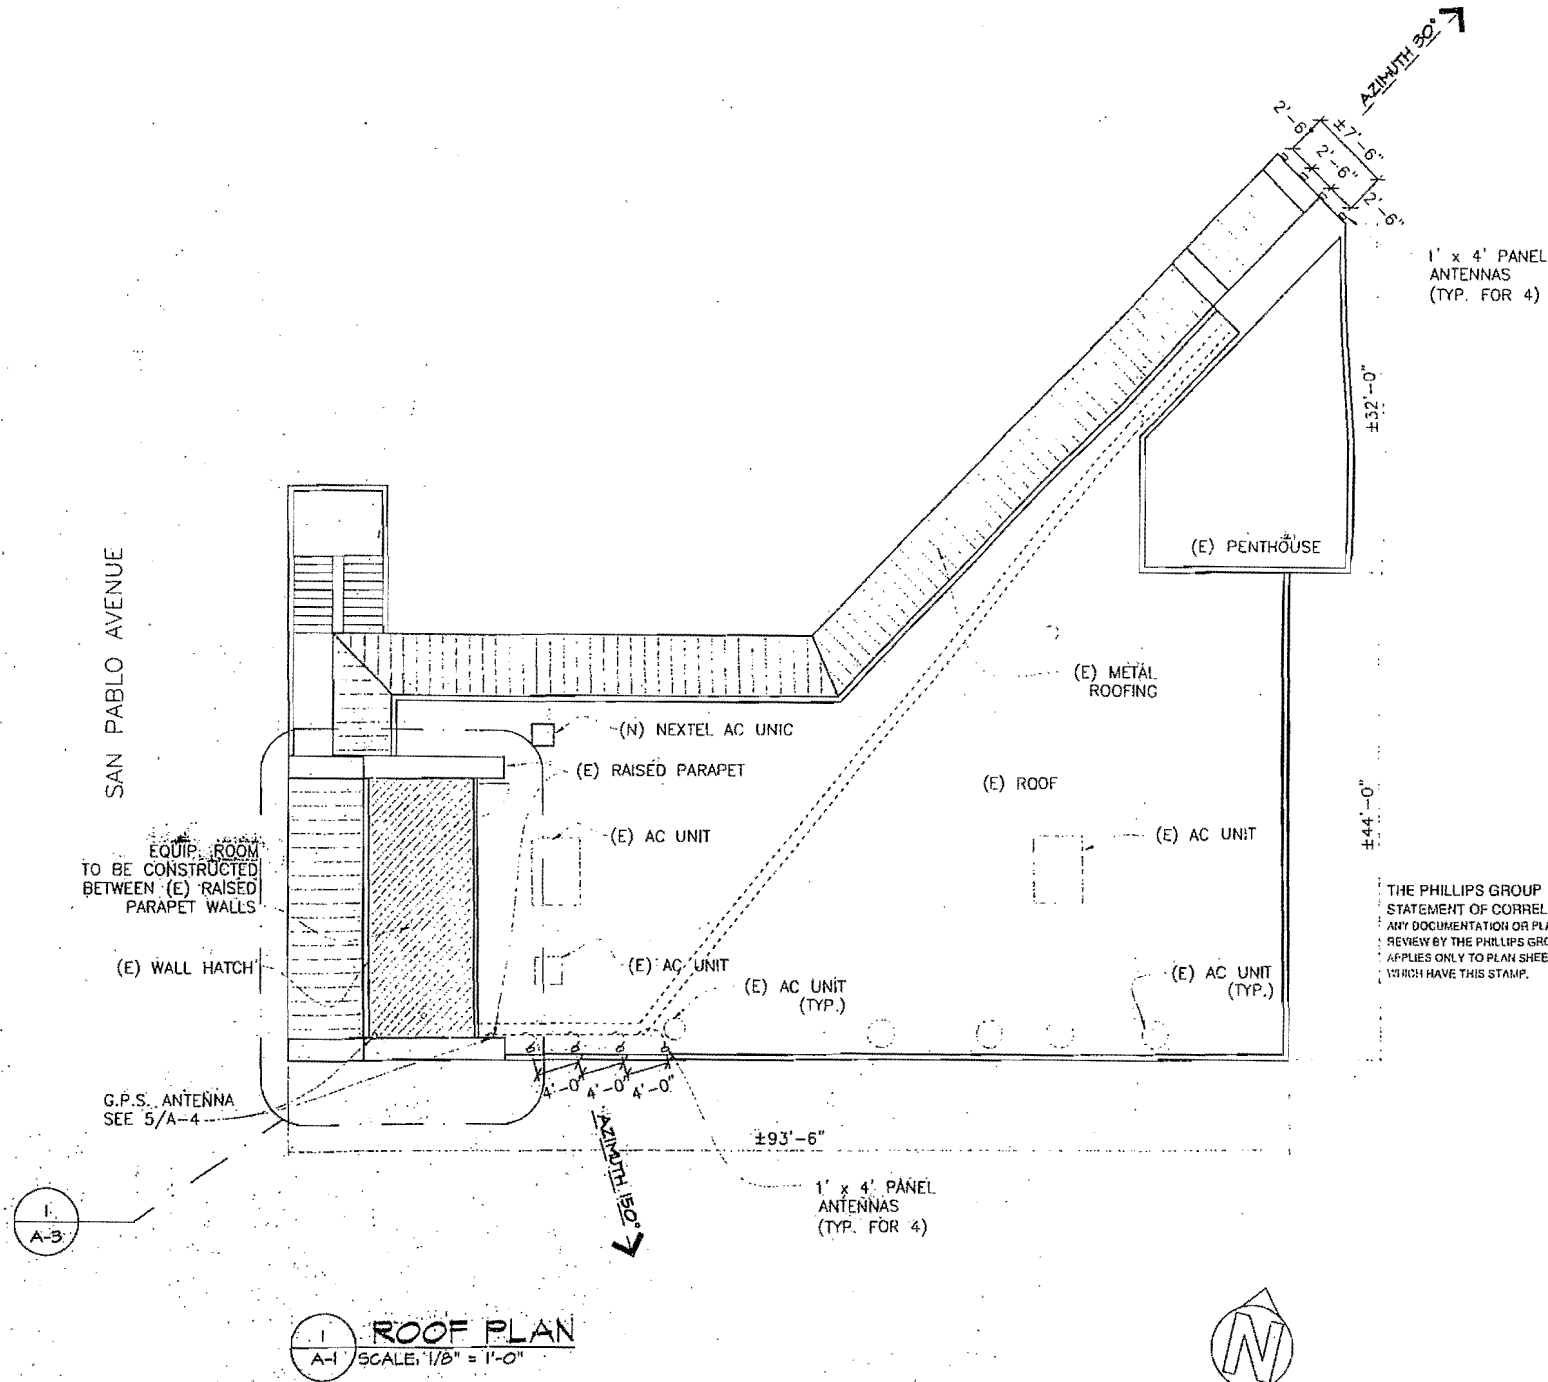 AZIMUTH 30°
2'-6"
±7'-6"
2'-6"
2'-6"
1' x 4' PANEL
ANTENNAS
(TYP. FOR 4)
±32'-0"
(E) PENTHOUSE
SAN PABLO AVENUE
(E) METAL
ROOFING
(N) NEXTEL AC UNIC
(E) RAISED PARAPET
(E) ROOF
(E) AC UNIT
(E) AC UNIT
±44'-0"
EQUIP. ROOM
TO BE CONSTRUCTED
BETWEEN (E) RAISED
PARAPET WALLS
THE PHILLIPS GROUP
STATEMENT OF CORREL
ANY DOCUMENTATION OR PLA
REVIEW BY THE PHILLIPS GRO
APPLIES ONLY TO PLAN SHEE
WHICH HAVE THIS STAMP.
(E) WALL HATCH
(E) AC UNIT
(E) AC UNIT
(TYP.)
(E) AC UNIT
(TYP.)
G.P.S. ANTENNA
SEE 5/A-4
4'-0"
4'-0"
4'-0"
AZIMUTH 150°
±93'-6"
1' x 4' PANEL
ANTENNAS
(TYP. FOR 4)
1
A-3
1
A-1
ROOF PLAN
SCALE: 1/8" = 1'-0"
N